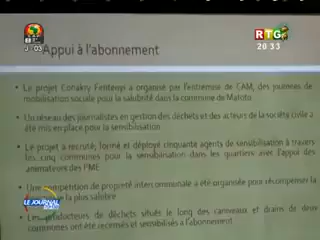 RTG
20 33
Appui à l'abonnement
Le projet Conakry Fentenyi a organisé par l'entremise de CAM, des journées de
mobilisation sociale pour la salubrité dans la commune de Matoto
Un réseau des journalistes en gestion des déchets et des acteurs de la société civile a
été mis en place pour la sensibilisation
Le projet a recruté, formé et déployé cinquante agents de sensibilisation à travers
les cinq communes pour la sensibilisation dans les quartiers avec l'appui des
animateurs des PME
Une compétition de propreté inter communale a été organisée pour récompenser la
la plus salubre
Les producteurs de déchets situés le long des caniveaux et drains de deux
communes ont été recensés et sensibilisés à l'abonnement
LE JOURNAL